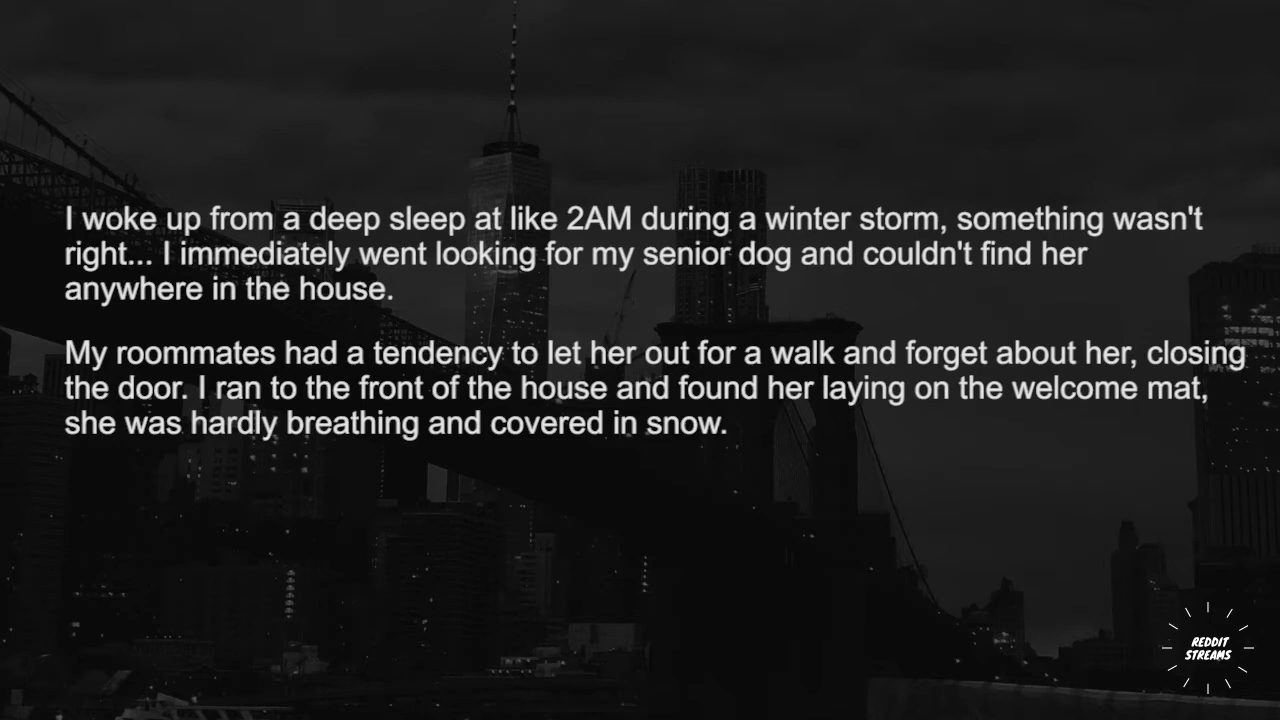 I woke up from a deep sleep at like 2AM during a winter storm, something wasn't
right... I immediately went looking for my senior dog and couldn't find her
anywhere in the house.
My roommates had a tendency to let her out for a walk and forget about her, closing
the door. I ran to the front of the house and found her laying on the welcome mat,
she was hardly breathing and covered in snow.
REDDIT
STREAMS